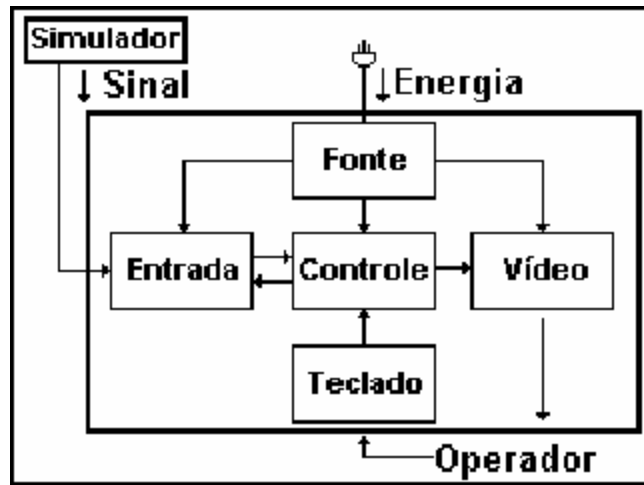 Simulador
Sinal
Energia
Fonte
Entrada
Controle
Vídeo
Teclado
Operador